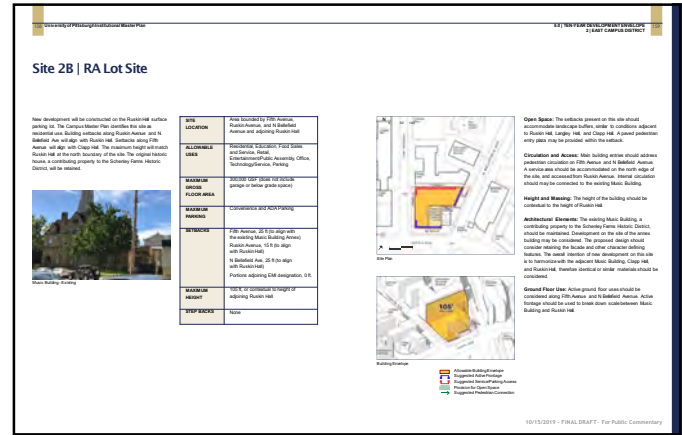 University of Pittsburgh Institutional Master Plan
5.0 | TEN-YEAR DEVELOPMENT ENVELOPE
2 | EAST CAMPUS DISTRICT
Site 2B | RA Lot Site
New development will be constructed on the Ruskin Hall surface
parking lot. The Campus Master Plan identifies this site as
residential use. Building setbacks along Ruskin Avenue and N.
Bellefield Ave will align with Ruskin Hall. Setbacks along Fifth
Avenue will align with Clapp Hall. The maximum height will match
Ruskin Hall at the north boundary of the site. The original historic
house, a contributing property to the Schenley Farms Historic
District, will be retained.
Music Building - Existing
SITE
LOCATION
Area bounded by Fifth Avenue,
Ruskin Avenue, and N Bellefield
Avenue and adjoining Ruskin Hall
ALLOWABLE
USES
Residential, Education, Food Sales
and Service, Retail,
Entertainment/Public Assembly, Office,
Technology/Service, Parking
MAXIMUM
GROSS
FLOOR AREA
300,000 GSF (does not include
garage or below grade space)
MAXIMUM
PARKING
Convenience and ADA Parking
SETBACKS
Fifth Avenue, 25 ft (to align with
the existing Music Building Annex)
Ruskin Avenue, 15 ft (to align
with Ruskin Hall)
N Bellefield Ave, 25 ft (to align
with Ruskin Hall)
Portions adjoining EMI designation, 0 ft.
MAXIMUM
HEIGHT
105 ft, or contextual to height of
adjoining Ruskin Hall
STEP BACKS
None
Site Plan
105'
Building Envelope
Allowable Building Envelope
Suggested Active Frontage
Suggested Service/Parking Access
Provision for Open Space
Suggested Pedestrian Connection
Open Space: The setbacks present on this site should
accommodate landscape buffers, similar to conditions adjacent
to Ruskin Hall, Langley Hall, and Clapp Hall. A paved pedestrian
entry plaza may be provided within the setback.
Circulation and Access: Main building entries should address
pedestrian circulation on Fifth Avenue and N Bellefield Avenue.
A service area should be accommodated on the north edge of
the site, and accessed from Ruskin Avenue. Internal circulation
should may be connected to the existing Music Building.
Height and Massing: The height of the building should be
contextual to the height of Ruskin Hall.
Architectural Elements: The existing Music Building, a
contributing property to the Schenley Farms Historic District,
should be maintained. Development on the site of the annex
building may be considered. The proposed design should
consider retaining the facade and other character defining
features. The overall intention of new development on this site
is to harmonize with the adjacent Music Building, Clapp Hall,
and Ruskin Hall, therefore identical or similar materials should be
considered.
Ground Floor Use: Active ground floor uses should be
considered along Fifth Avenue and N Bellefield Avenue. Active
frontage should be used to break down scale between Music
Building and Ruskin Hall.
10/15/2019 - FINAL DRAFT - For Public Commentary